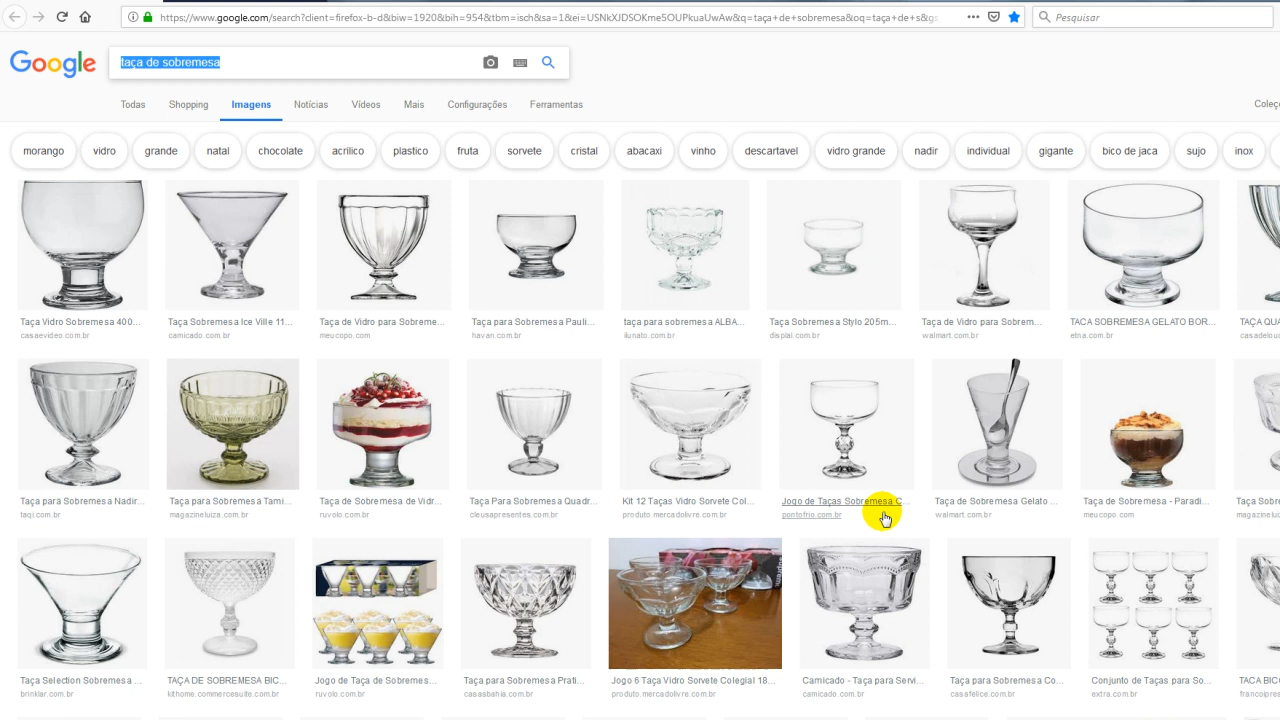 https://www.google.com/search?client=firefox-b-d&biw=1920&bih=954&tbm=isch&sa=1&ei=USNkXJDSOKme5OUPkuaUwAw&q=taça+de+sobremesa&oq=taça+de+s&gs
Pesquisar
Google
taça de sobremesa
Todas Shopping Imagens Notícias Vídeos Mais Configurações Ferramentas Coleç
morango vidro grande natal chocolate acrilico plastico fruta sorvete cristal abacaxi vinho descartavel vidro grande nadir individual gigante bico de jaca sujo inox
Taça Vidro Sobremesa 400... Taça Sobremesa Ice Ville 11... Taça de Vidro para Sobreme... Taça para Sobremesa Pauli... taça para sobremesa ALBA... Taça Sobremesa Stylo 205m... Taça de Vidro para Sobrem... TACA SOBREMESA GELATO BOR... TAÇA QUA
casaevideo.com.br camicado.com.br meucopo.com havan.com.br ilunato.com.br displal.com.br walmart.com.br etna.com.br casadelou
Taça para Sobremesa Nadir... Taça para Sobremesa Tami... Taça de Sobremesa de Vidr... Taça Para Sobremesa Quadr... Kit 12 Taças Vidro Sorvete Col... Jogo de Taças Sobremesa C... Taça de Sobremesa Gelato ... Taça de Sobremesa - Paradi... Taça Sobr
taqi.com.br magazineluiza.com.br ruvolo.com.br cleusapresentes.com.br produto.mercadolivre.com.br pontofrio.com.br walmart.com.br meucopo.com magazinelui
Taça Selection Sobremesa ... TAÇA DE SOBREMESA BIC... Jogo de Taça de Sobremes... Taça para Sobremesa Prati... Jogo 6 Taça Vidro Sorvete Colegial 18... Camicado - Taça para Servi... Taça para Sobremesa Co... Conjunto de Taças para So... TACA BICO
brinklar.com.br kithome.commercesuite.com.br ruvolo.com.br casasbahia.com.br produto.mercadolivre.com.br camicado.com.br casafelice.com.br extra.com.br francoipres